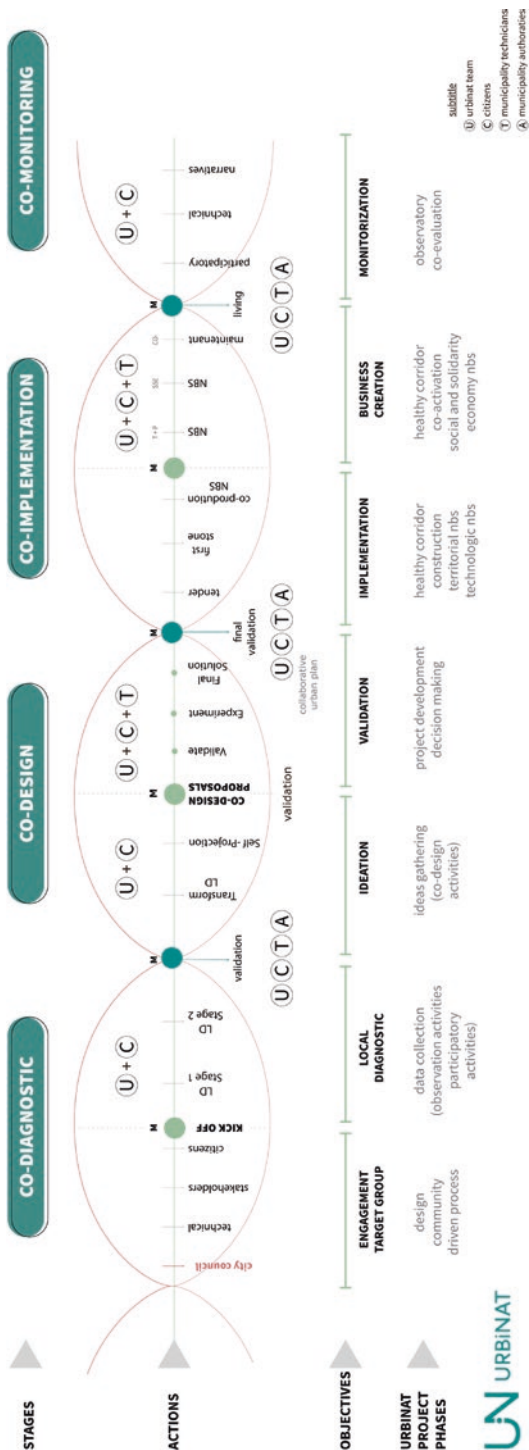 STAGES
CO-DIAGNOSTIC
CO-DESIGN
CO-IMPLEMENTATION
CO-MONITORING
ACTIONS
city council
technical
stakeholders
citizens
M
KICK OFF
U + C
LD
Stage 1
LD
Stage 2
M
validation
U C T A
U + C
Transform
LD
Self-Projection
M
CO-DESIGN
PROPOSALS
validation
U + C + T
Validate
Experiment
Final
Solution
M
final
validation
U C T A
collaborative
urban plan
tender
first
stone
co-prodution
NBS
M
U + C + T
T + P
NBS
SSE
NBS
CO-
maintenant
M
living
U C T A
U + C
participatory
technical
narratives
OBJECTIVES
ENGAGEMENT
TARGET GROUP
LOCAL
DIAGNOSTIC
IDEATION
VALIDATION
IMPLEMENTATION
BUSINESS
CREATION
MONITORIZATION
URBINAT
PROJECT
PHASES
design
community
driven process
data collection
(observation activities
participatory
activities)
ideas gathering
(co-design
activities)
project development
decision making
healthy corridor
construction
territorial nbs
technologic nbs
healthy corridor
co-activation
social and solidarity
economy nbs
observatory
co-evaluation
subtitle
U urbinat team
C citizens
T municipality technicians
A municipality authoraties
UN URBiNAT